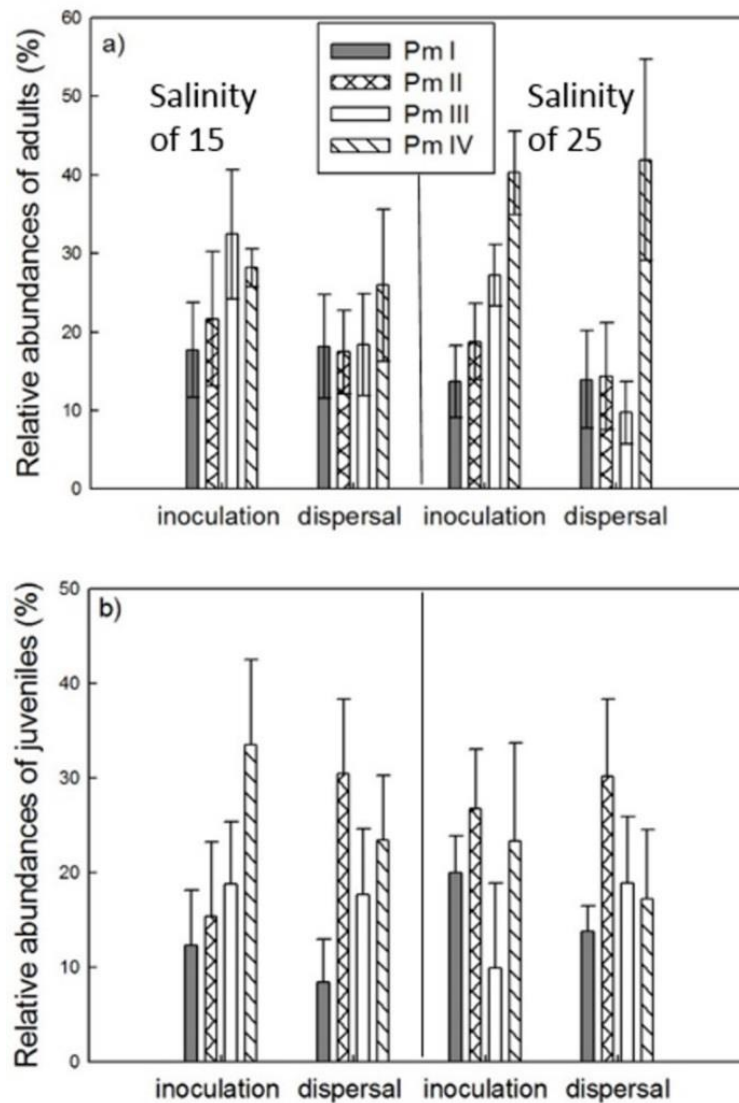 Relative abundances of adults (%)
60
50
40
30
20
10
0
a)
Salinity
of 15
Pm I
Pm II
Pm III
Pm IV
Salinity
of 25
inoculation dispersal inoculation dispersal
Relative abundances of juveniles (%)
50
40
30
20
10
0
b)
inoculation dispersal inoculation dispersal